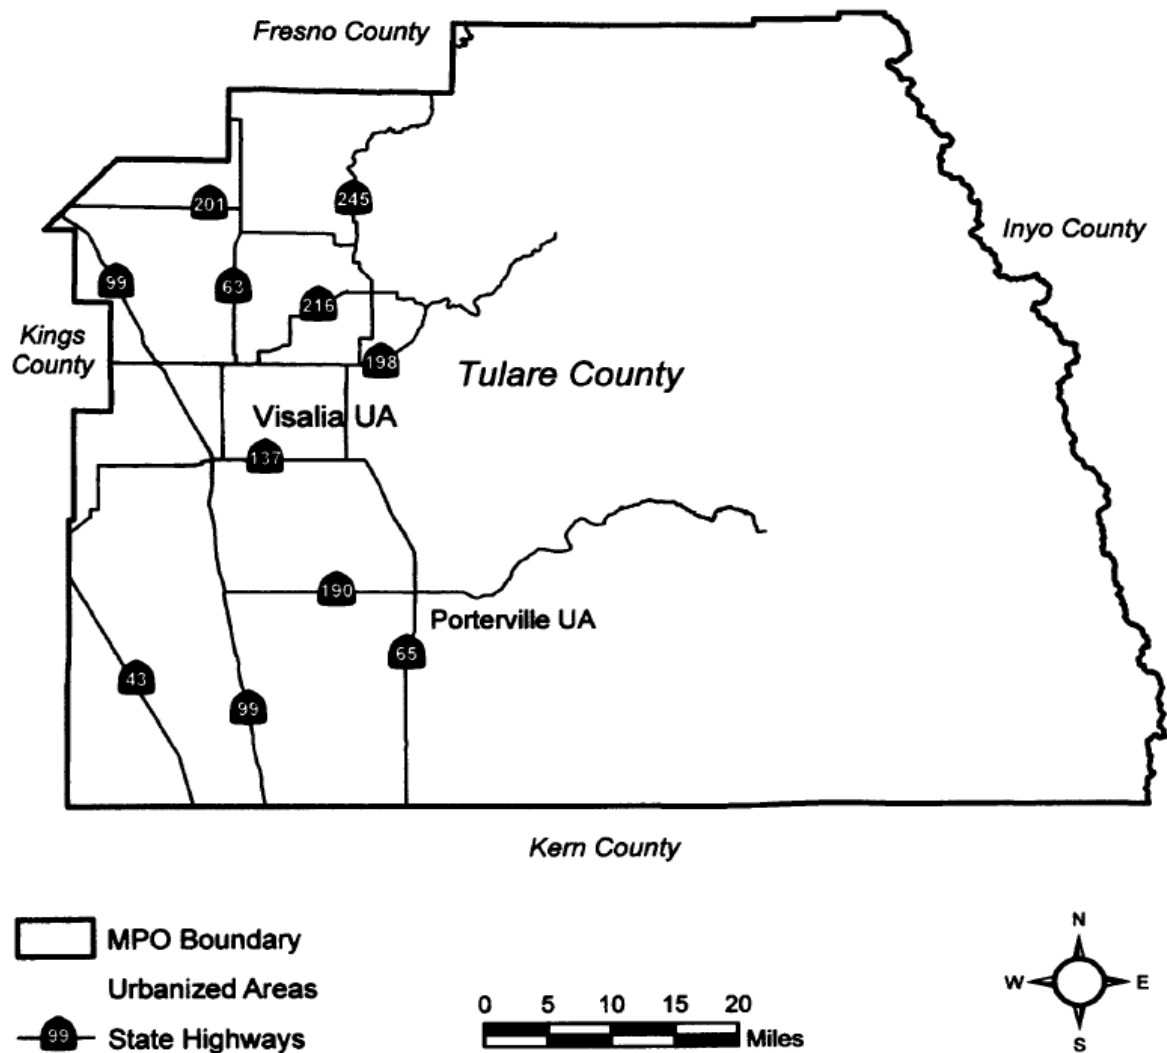 Fresno County
201
245
Inyo County
99
63
216
Kings
County
198
Tulare County
Visalia UA
137
190
Porterville UA
65
43
99
Kern County
MPO Boundary
Urbanized Areas
99 State Highways
0 5 10 15 20
Miles
N
W E
S